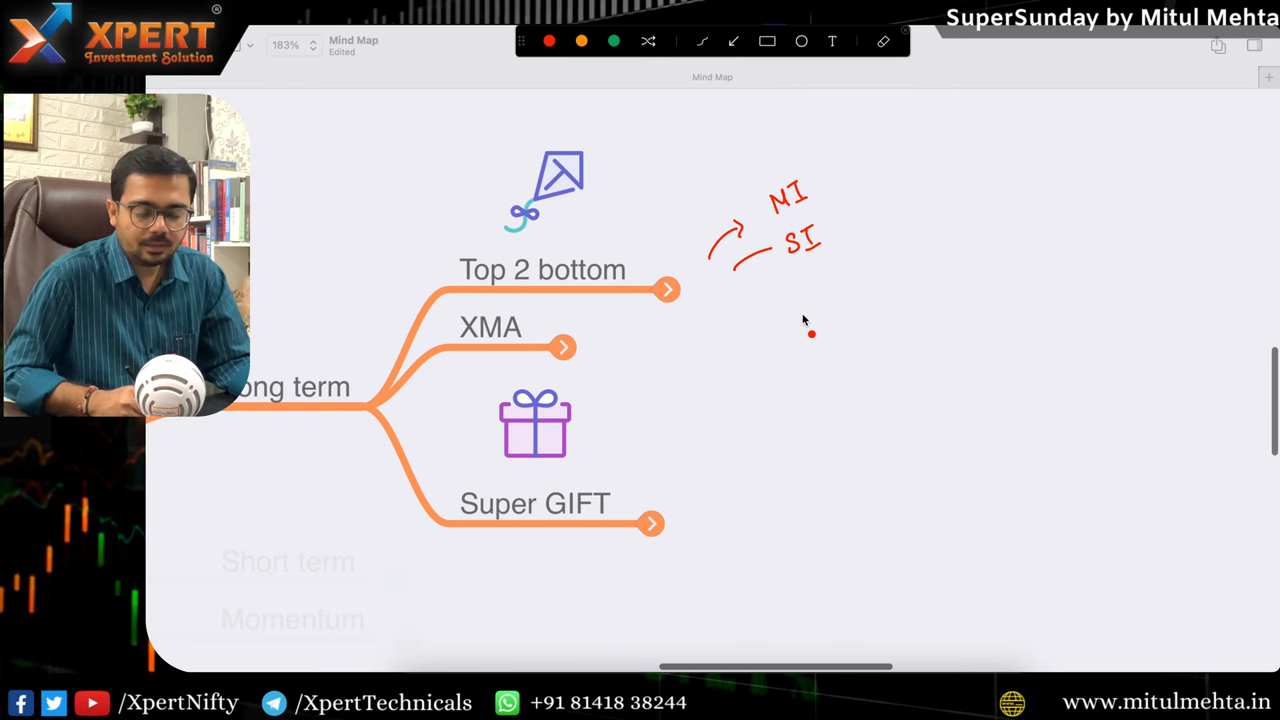 SuperSunday by Mitul Mehta
XPERT
Investment Solution
®
183%
Mind Map
Edited
T
Mind Map
MI
SI
Top 2 bottom
XMA
ong term
Super GIFT
Short term
Momentum
/XpertNifty
/XpertTechnicals
+91 81418 38244
www.mitulmehta.in